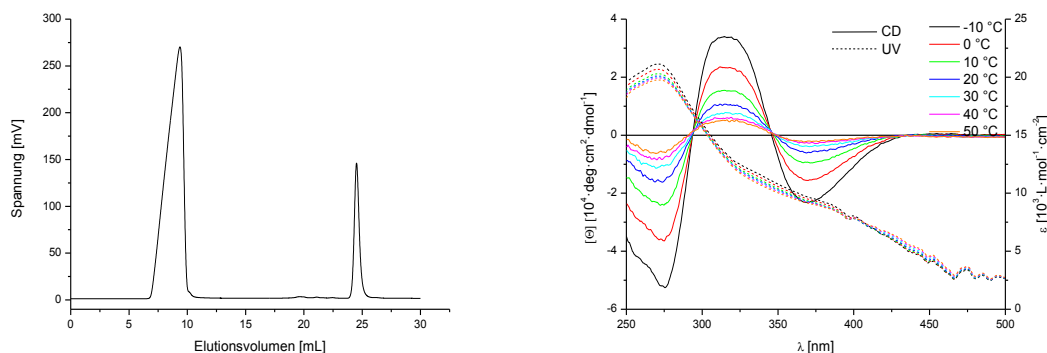 300
250
200
150
100
50
0
Spannung [mV]
0 5 10 15 20 25 30
Elutionsvolumen [mL]
4
2
0
-2
-4
-6
[Θ] [10⁴·deg·cm²·dmol⁻¹]
CD
UV
-10 °C
0 °C
10 °C
20 °C
30 °C
40 °C
50 °C
25
20
15
10
5
0
ε [10³·L·mol⁻¹·cm⁻²]
250 300 350 400 450 500
λ [nm]